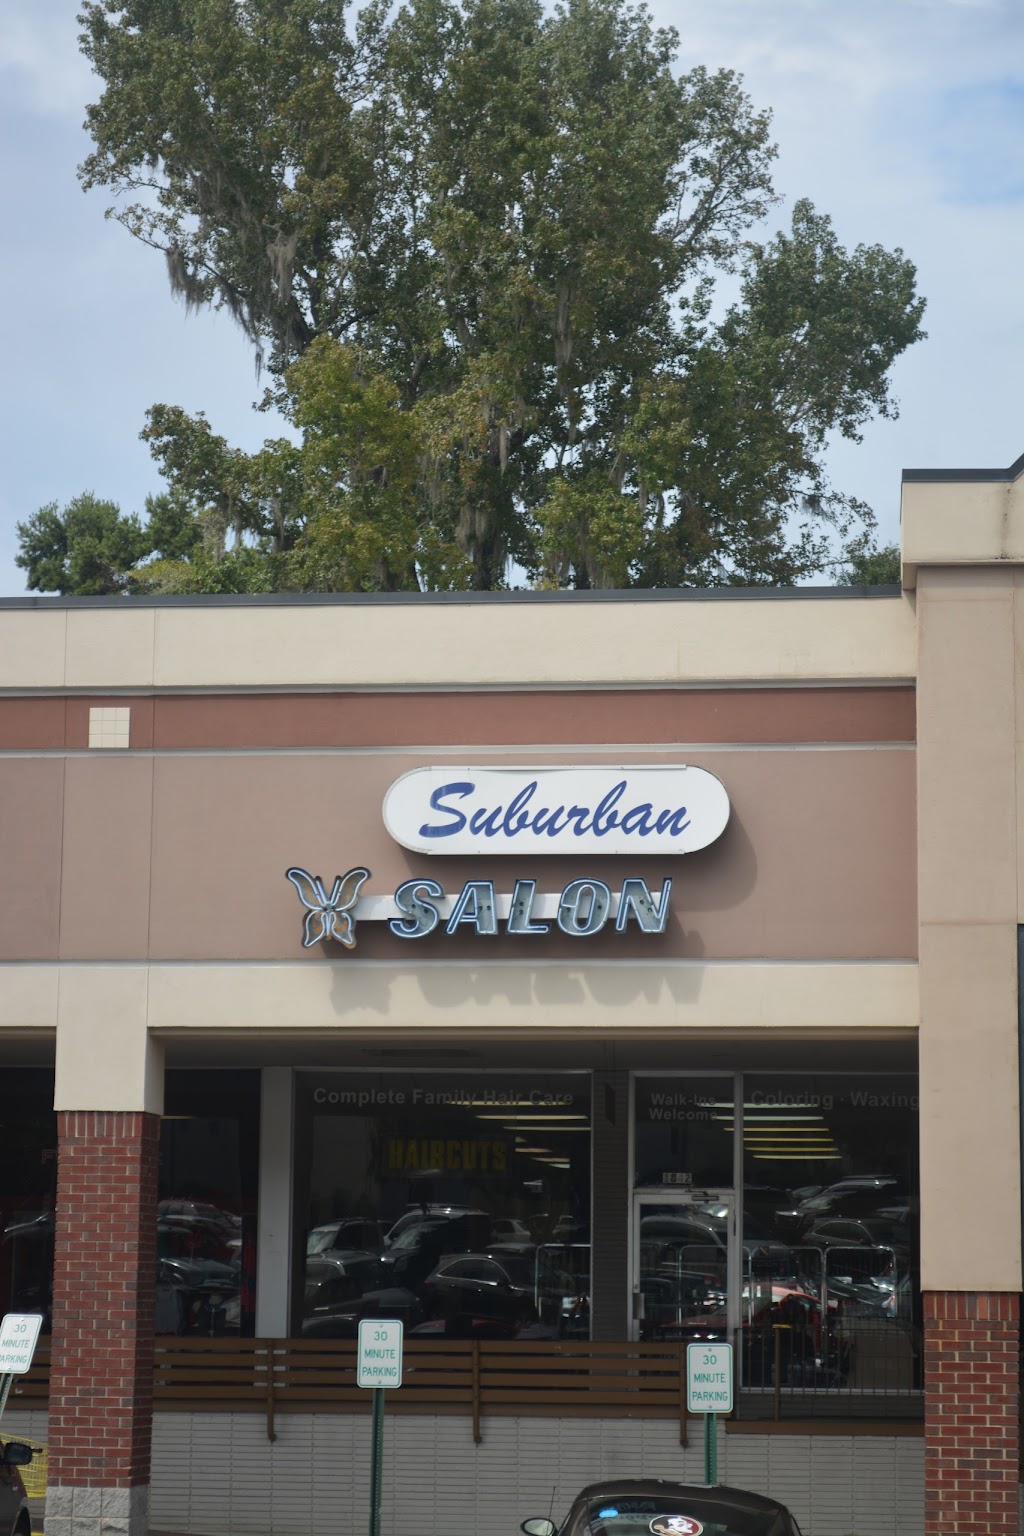 Suburban
SALON
Complete Family Hair Care
Walk-Ins
Welcome
Coloring · Waxing
HAIRCUTS
30
MINUTE
PARKING
30
MINUTE
PARKING
30
MINUTE
PARKING